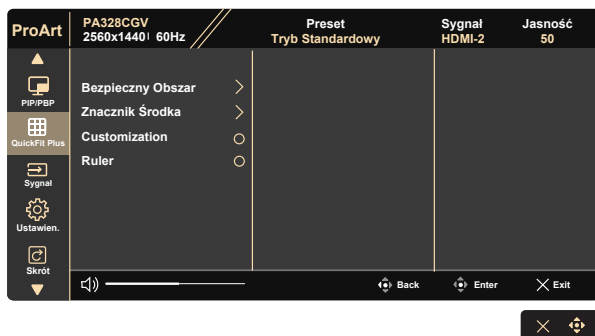 ProArt
PA328CGV
2560x1440 60Hz
Preset
Tryb Standardowy
Sygnał
HDMI-2
Jasność
50
PIP/PBP
QuickFit Plus
Sygnał
Ustawien.
Skrót
Bezpieczny Obszar
Znacznik Środka
Customization
Ruler
Back
Enter
Exit